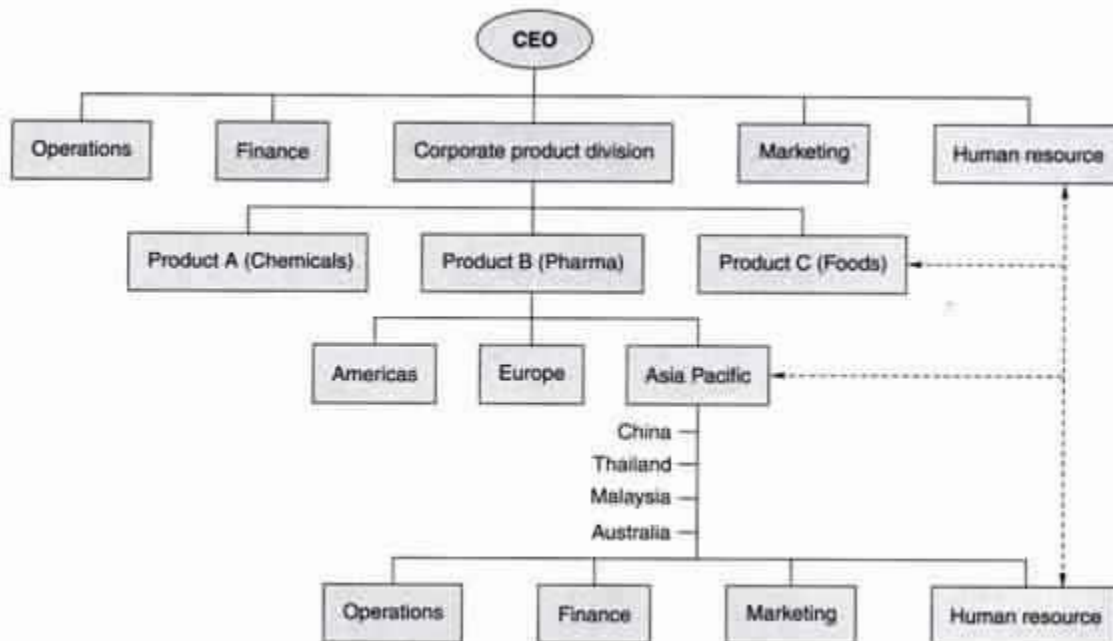 CEO
Operations
Finance
Corporate product division
Marketing
Human resource
Product A (Chemicals)
Product B (Pharma)
Product C (Foods)
Americas
Europe
Asia Pacific
China
Thailand
Malaysia
Australia
Operations
Finance
Marketing
Human resource